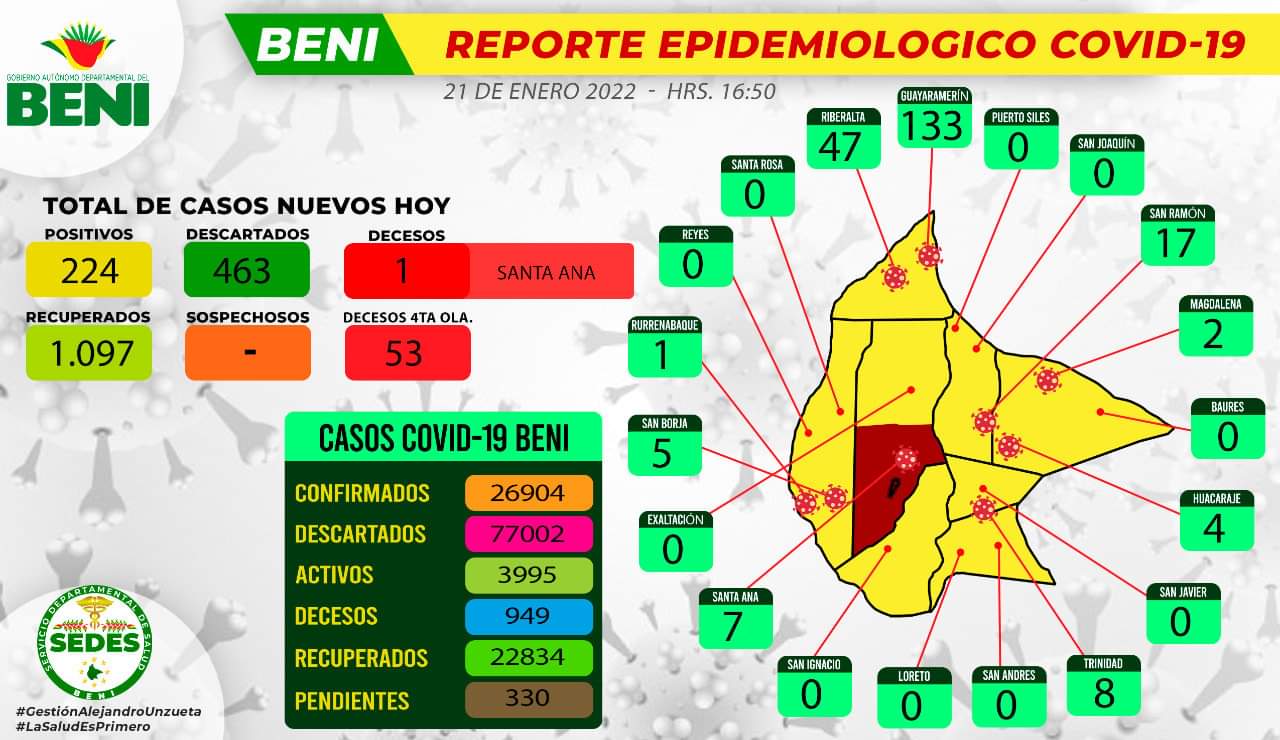 GOBIERNO AUTÓNOMO DEPARTAMENTAL DEL
BENI
BENI
REPORTE EPIDEMIOLOGICO COVID-19
21 DE ENERO 2022 - HRS. 16:50
TOTAL DE CASOS NUEVOS HOY
POSITIVOS
224
DESCARTADOS
463
DECESOS
1
SANTA ANA
RECUPERADOS
1.097
SOSPECHOSOS
-
DECESOS 4TA OLA.
53
CASOS COVID-19 BENI
CONFIRMADOS 26904
DESCARTADOS 77002
ACTIVOS 3995
DECESOS 949
RECUPERADOS 22834
PENDIENTES 330
GUAYARAMERÍN
133
RIBERALTA
47
PUERTO SILES
0
SAN JOAQUÍN
0
SANTA ROSA
0
SAN RAMÓN
17
REYES
0
MAGDALENA
2
RURRENABAQUE
1
BAURES
0
SAN BORJA
5
HUACARAJE
4
EXALTACIÓN
0
SAN JAVIER
0
SANTA ANA
7
SAN IGNACIO
0
LORETO
0
SAN ANDRES
0
TRINIDAD
8
SERVICIO DEPARTAMENTAL DE SALUD
SEDES
BENI
#GestiónAlejandroUnzueta
#LaSaludEsPrimero